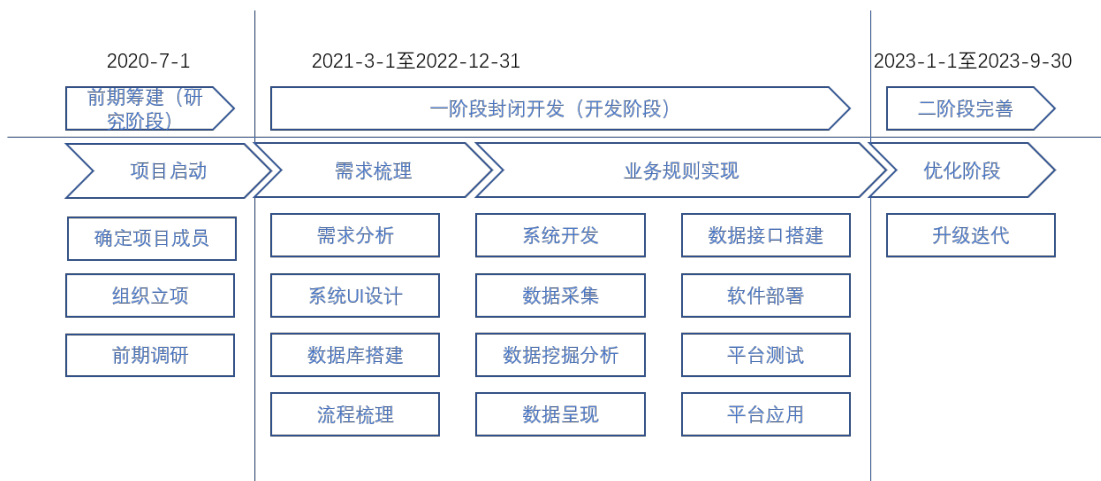 2020-7-1
2021-3-1至2022-12-31
2023-1-1至2023-9-30
前期筹建（研
究阶段）
一阶段封闭开发（开发阶段）
二阶段完善
项目启动
需求梳理
业务规则实现
优化阶段
确定项目成员
需求分析
系统开发
数据接口搭建
升级迭代
组织立项
系统UI设计
数据采集
软件部署
前期调研
数据库搭建
数据挖掘分析
平台测试
流程梳理
数据呈现
平台应用